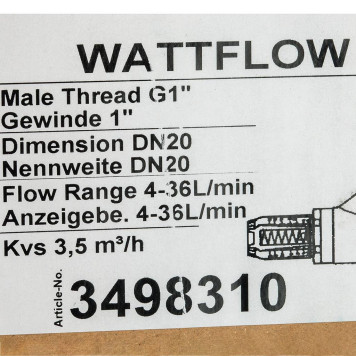 WATTFLOW
Male Thread G1"
Gewinde 1"
Dimension DN20
Nennweite DN20
Flow Range 4-36L/min
Anzeigebe. 4-36L/min
Kvs 3,5 m³/h
Article-No. 3498310